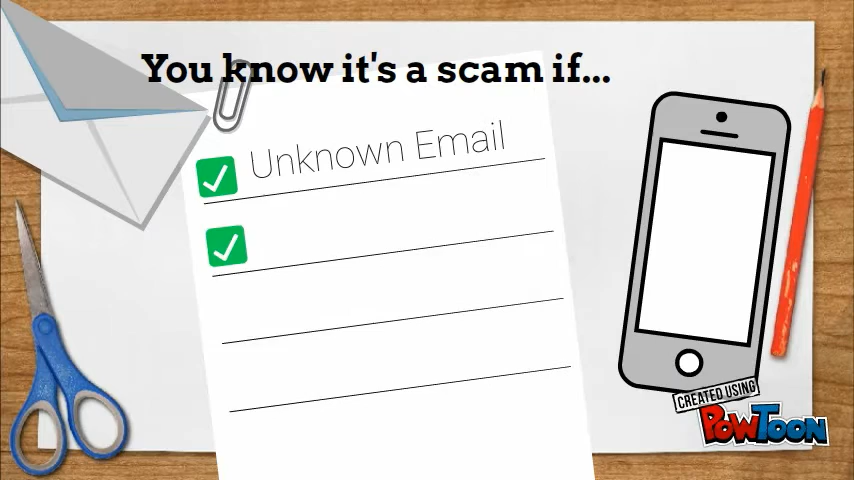 You know it's a scam if...
Unknown Email
CREATED USING
POWTOON